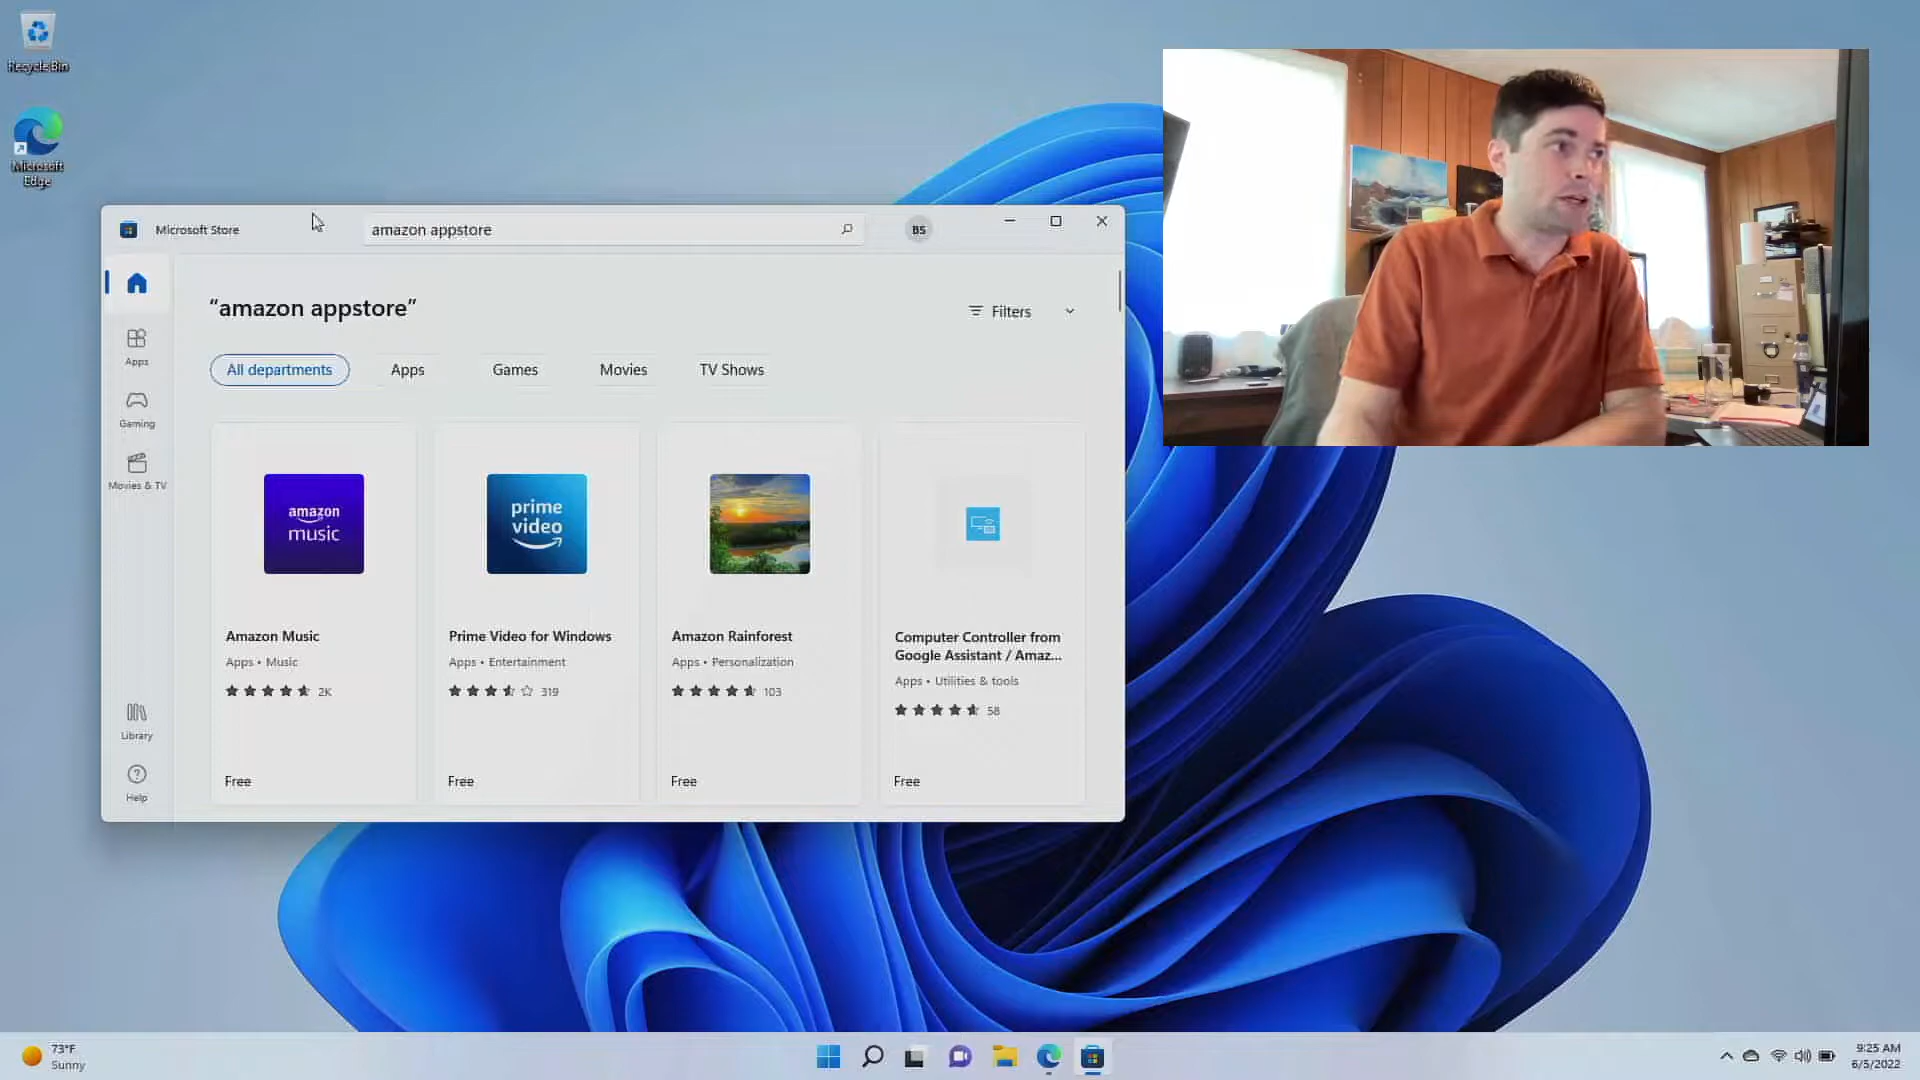 Recycle Bin
Microsoft
Edge
Microsoft Store
amazon appstore
BS
“amazon appstore”
Filters
All departments
Apps
Games
Movies
TV Shows
Apps
Gaming
Movies & TV
Library
Help
amazon
music
prime
video
Amazon Music
Apps • Music
2K
Free
Prime Video for Windows
Apps • Entertainment
319
Free
Amazon Rainforest
Apps • Personalization
103
Free
Computer Controller from
Google Assistant / Amaz...
Apps • Utilities & tools
58
Free
73°F
Sunny
9:25 AM
6/5/2022